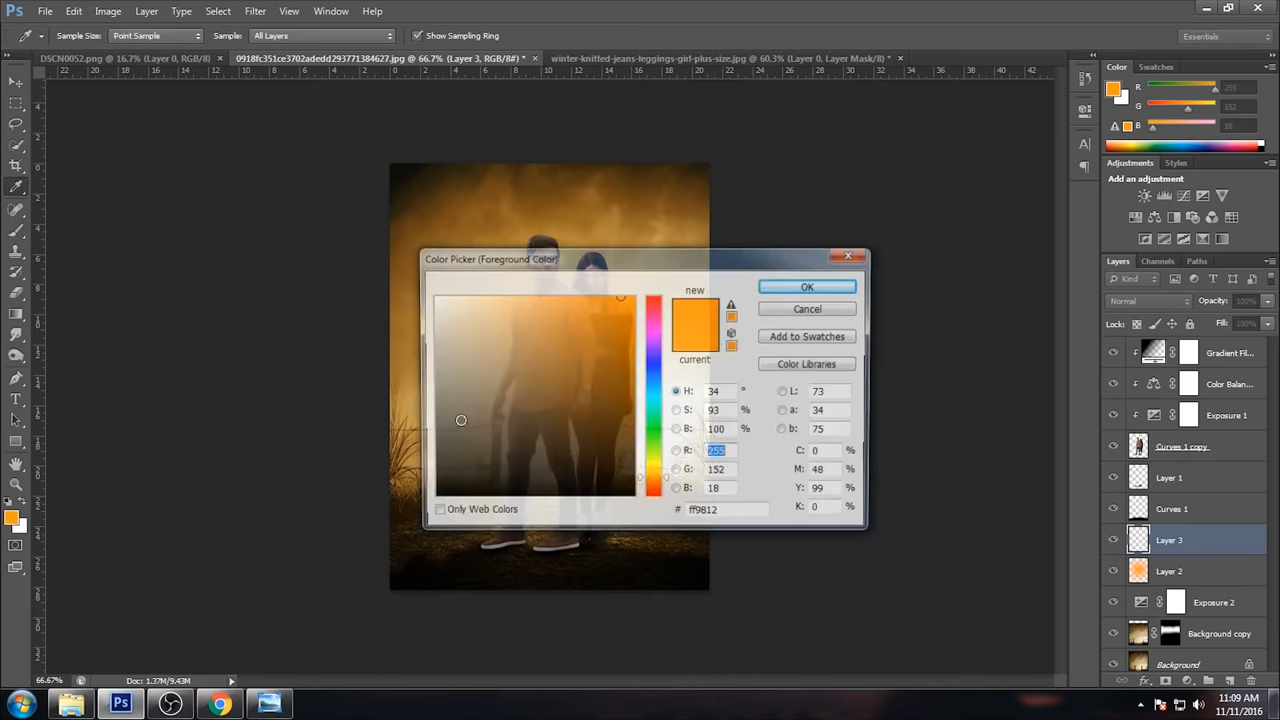 Ps File Edit Image Layer Type Select Filter View Window Help
Sample Size: Point Sample Sample: All Layers Show Sampling Ring Essentials
DSCN0052.png @ 16.7% (Layer 0, RGB/8) × 0918fc351ce3702adedd293771384627.jpg @ 66.7% (Layer 3, RGB/8#) * × winter-knitted-jeans-leggings-girl-plus-size.jpg @ 60.3% (Layer 0, Layer Mask/8) * ×
Color Swatches
R 255
G 152
B 18
Adjustments Styles
Add an adjustment
Layers Channels Paths
Kind
Normal Opacity: 100%
Lock: Fill: 100%
Gradient Fil...
Color Balan...
Exposure 1
Curves 1 copy
Layer 1
Curves 1
Layer 3
Layer 2
Exposure 2
Background copy
Background
Color Picker (Foreground Color)
new
current
OK
Cancel
Add to Swatches
Color Libraries
H: 34 ° L: 73
S: 93 % a: 34
B: 100 % b: 75
R: 255 C: 0 %
G: 152 M: 48 %
B: 18 Y: 99 %
# ff9812 K: 0 %
Only Web Colors
66.67% Doc: 1.37M/9.43M
Ps
11:09 AM
11/11/2016